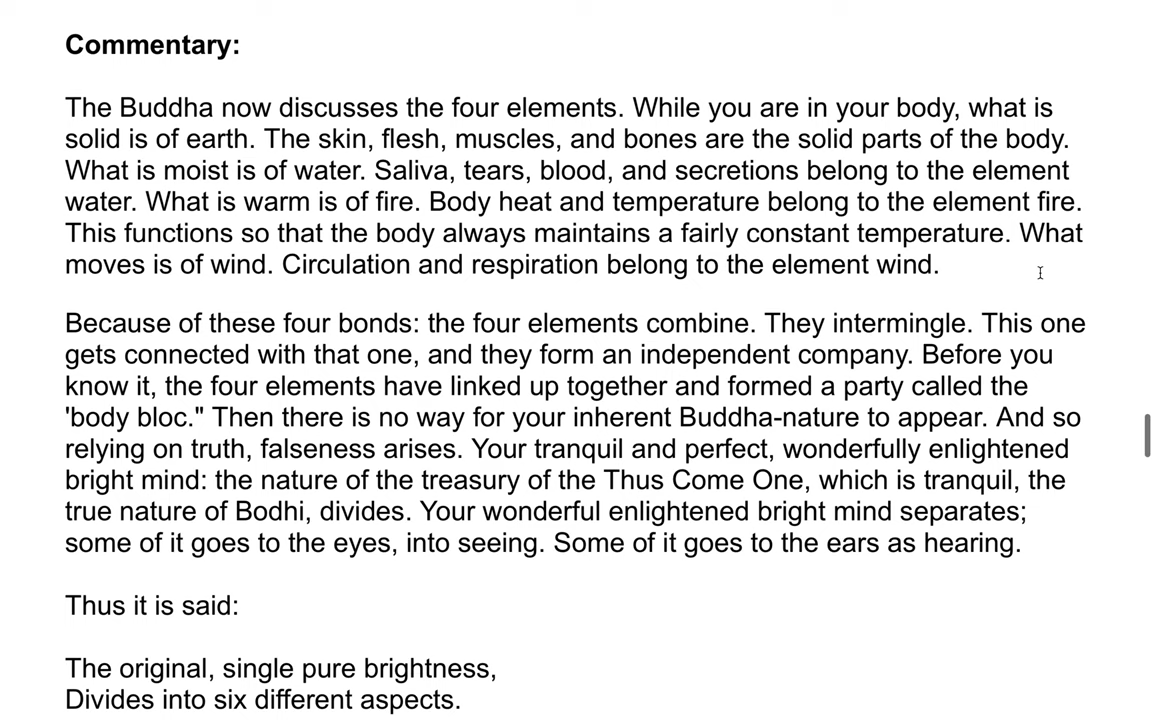 Commentary:
The Buddha now discusses the four elements. While you are in your body, what is
solid is of earth. The skin, flesh, muscles, and bones are the solid parts of the body.
What is moist is of water. Saliva, tears, blood, and secretions belong to the element
water. What is warm is of fire. Body heat and temperature belong to the element fire.
This functions so that the body always maintains a fairly constant temperature. What
moves is of wind. Circulation and respiration belong to the element wind.
Because of these four bonds: the four elements combine. They intermingle. This one
gets connected with that one, and they form an independent company. Before you
know it, the four elements have linked up together and formed a party called the
'body bloc." Then there is no way for your inherent Buddha-nature to appear. And so
relying on truth, falseness arises. Your tranquil and perfect, wonderfully enlightened
bright mind: the nature of the treasury of the Thus Come One, which is tranquil, the
true nature of Bodhi, divides. Your wonderful enlightened bright mind separates;
some of it goes to the eyes, into seeing. Some of it goes to the ears as hearing.
Thus it is said:
The original, single pure brightness,
Divides into six different aspects.